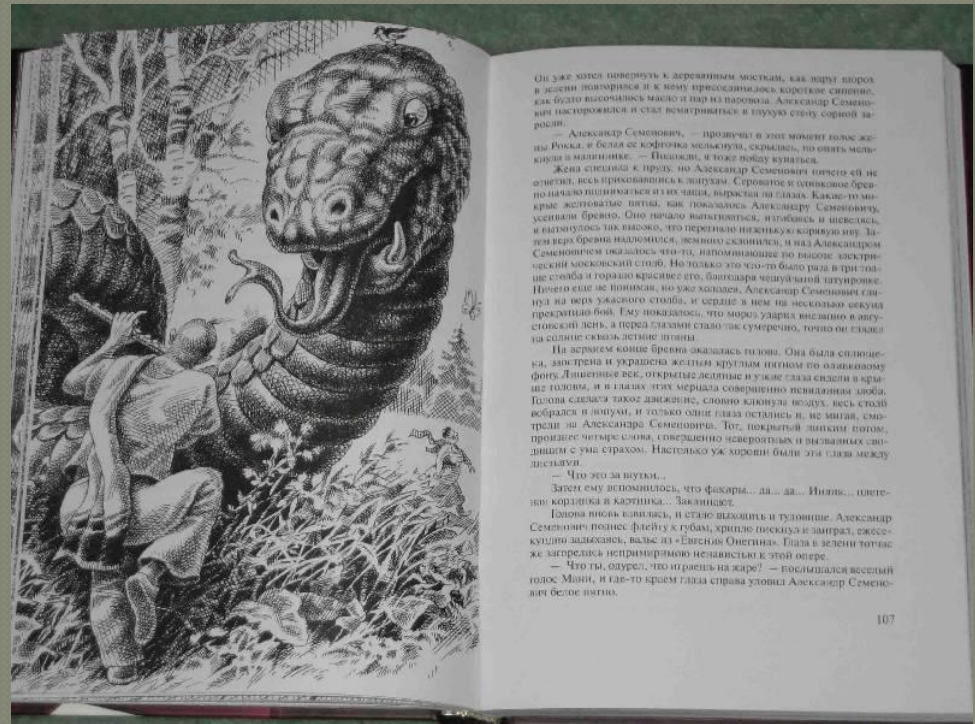 Он уже хотел повернуть к деревянным мосткам, как вдруг шорох
в зелени повторился и к нему присоединилось короткое сипение,
как будто высочилось масло и пар из паровоза. Александр Семено-
вич насторожился и стал всматриваться в глухую стену сорной за-
росли.
— Александр Семенович, — прозвучал в этот момент голос же-
ны Рокка, и белая ее кофточка мелькнула, скрылась, но опять мельк-
нула в малиннике. — Подожди, я тоже пойду купаться.
Жена спешила к пруду, но Александр Семенович ничего ей не
ответил, весь приковавшись к лопухам. Сероватое и оливковое брев-
но начало подниматься из их чащи, вырастая на глазах. Какие-то мо-
крые желтоватые пятна, как показалось Александру Семеновичу,
усеивали бревно. Оно начало вытягиваться, изгибаясь и шевелясь,
и вытянулось так высоко, что перегнало низенькую корявую иву. За-
тем верх бревна надломился, немного склонился, и над Александром
Семеновичем оказалось что-то, напоминающее по высоте электри-
ческий московский столб. Но только это что-то было раза в три тол-
ще столба и гораздо красивее его, благодаря чешуйчатой татуировке.
Ничего еще не понимая, но уже холодея, Александр Семенович гля-
нул на верх ужасного столба, и сердце в нем на несколько секунд
прекратило бой. Ему показалось, что мороз ударил внезапно в авгу-
стовский день, а перед глазами стало так сумеречно, точно он глядел
на солнце сквозь летние штаны.
На верхнем конце бревна оказалась голова. Она была сплюще-
на, заострена и украшена желтым круглым пятном по оливковому
фону. Лишенные век, открытые ледяные и узкие глаза сидели в кры-
ше головы, и в глазах этих мерцала совершенно невиданная злоба.
Голова сделала такое движение, словно клюнула воздух, весь столб
вобрался в лопухи, и только одни глаза остались и, не мигая, смо-
трели на Александра Семеновича. Тот, покрытый липким потом,
произнес четыре слова, совершенно невероятных и вызванных сво-
дящим с ума страхом. Настолько уж хороши были эти глаза между
листьями.
— Что это за шутки...
Затем ему вспомнилось, что факиры... да... да... Индия... плете-
ная корзинка и картинка... Заклинают.
Голова вновь взвилась, и стало выходить и туловище. Александр
Семенович поднес флейту к губам, хрипло пискнул и заиграл, ежесе-
кундно задыхаясь, вальс из «Евгения Онегина». Глаза в зелени тотчас
же загорелись непримиримою ненавистью к этой опере.
— Что ты, одурел, что играешь на жаре? — послышался веселый
голос Мани, и где-то краем глаза справа уловил Александр Семено-
вич белое пятно.
107